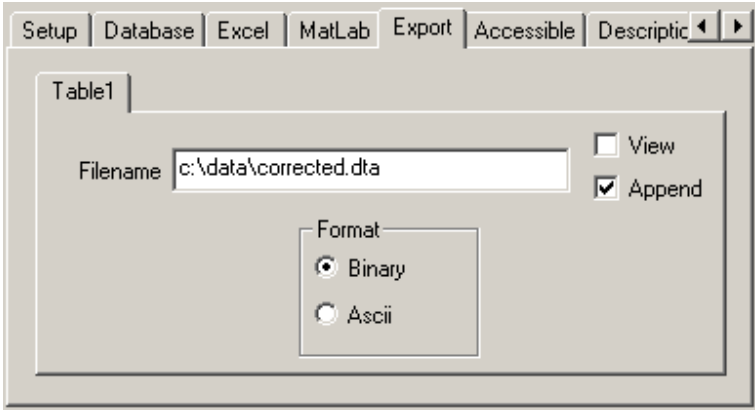 Setup Database Excel MatLab Export Accessible Descriptic
Table1
Filename c:\data\corrected.dta
View
Append
Format
Binary
Ascii